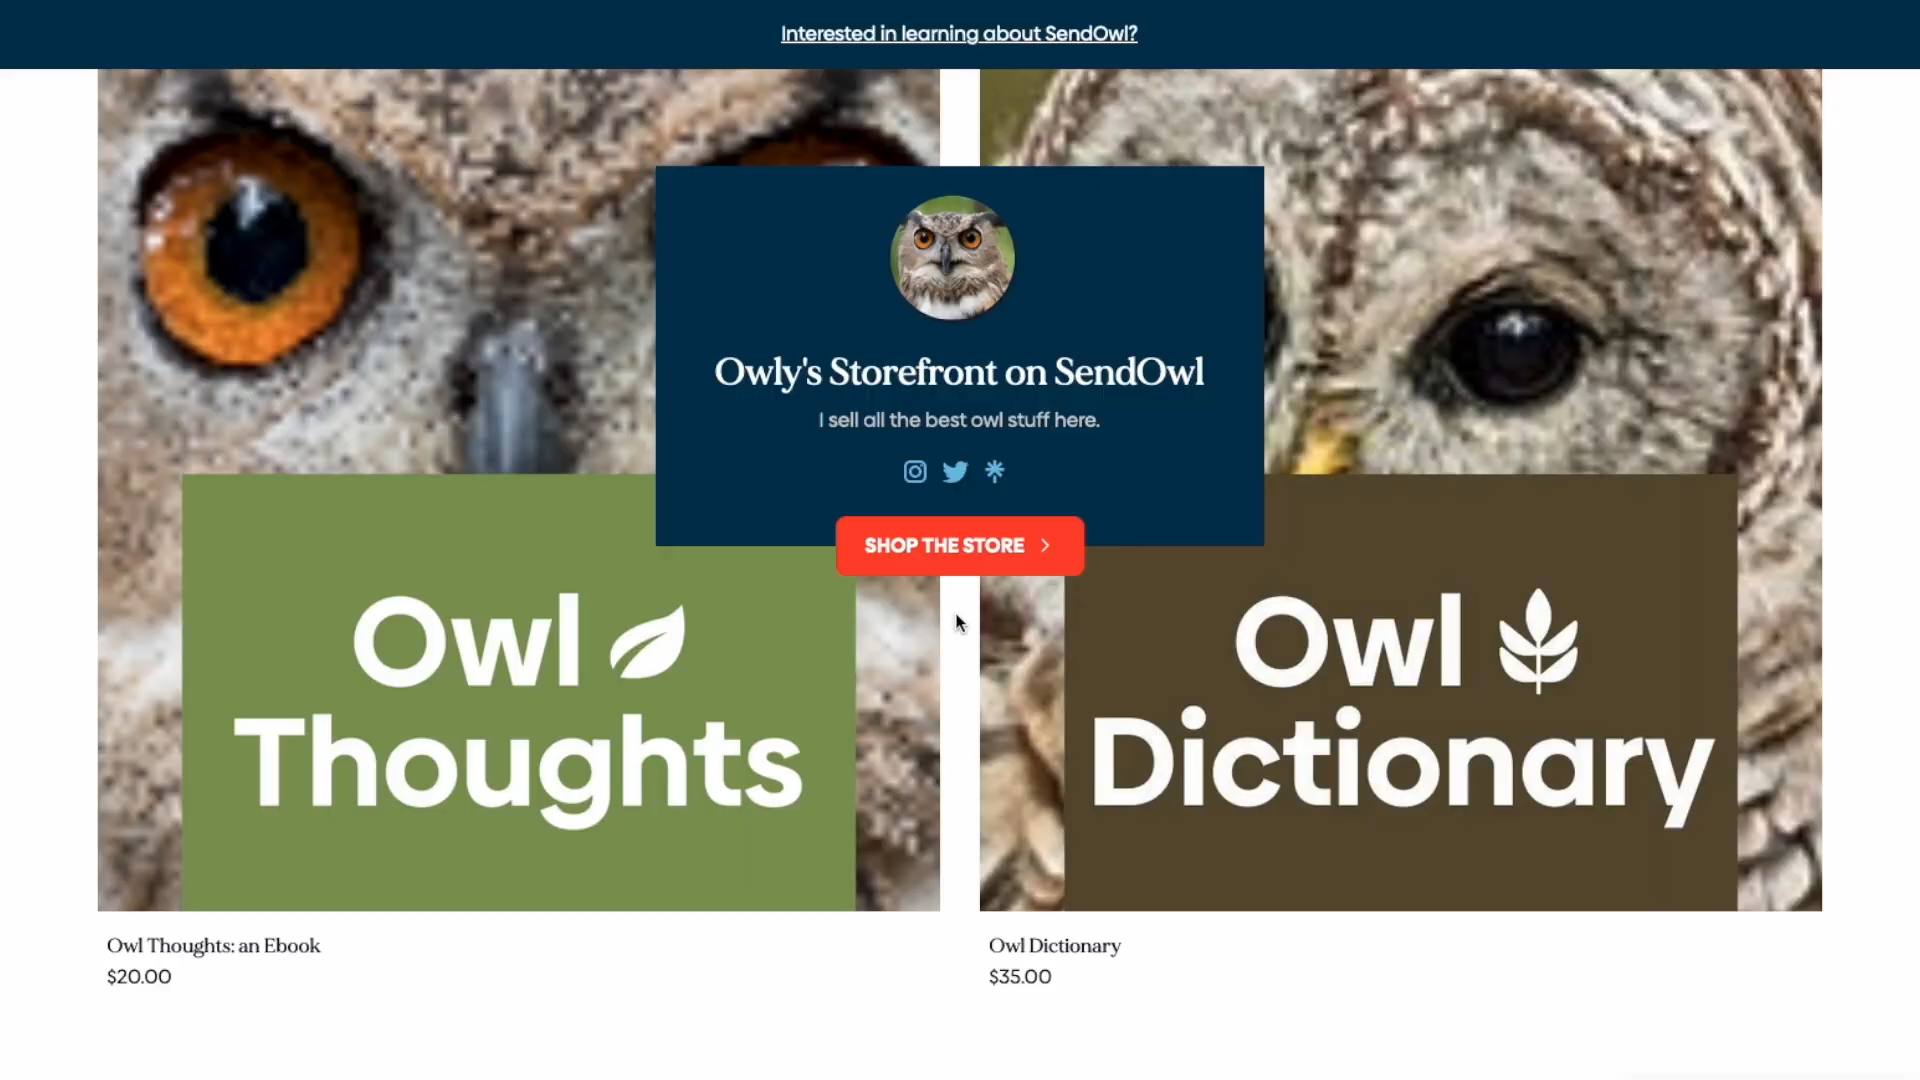 Interested in learning about SendOwl?
Owly's Storefront on SendOwl
I sell all the best owl stuff here.
SHOP THE STORE
Owl
Thoughts
Owl
Dictionary
Owl Thoughts: an Ebook
$20.00
Owl Dictionary
$35.00